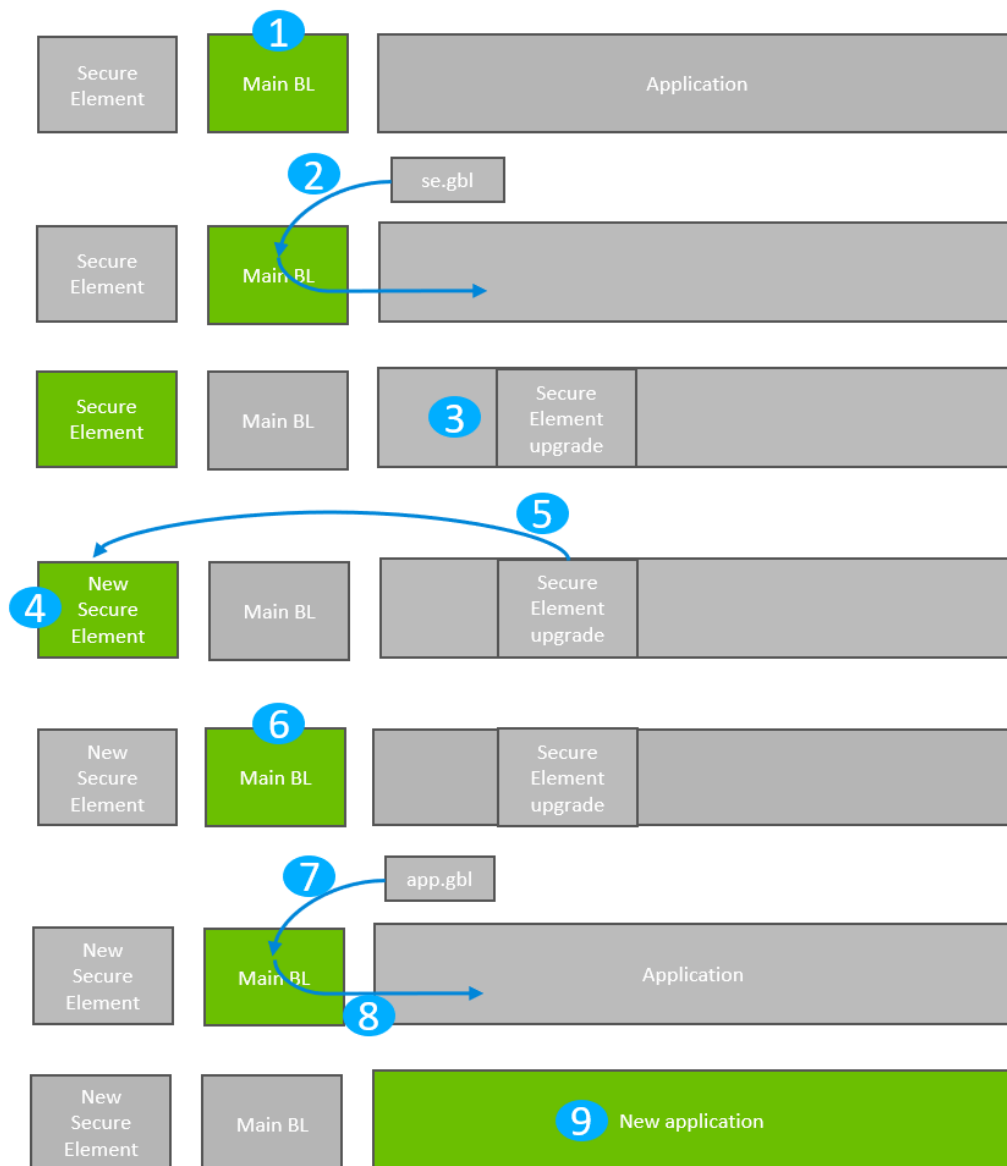 1
Secure
Element
Main BL
Application
2
se.gbl
Secure
Element
Main BL
Secure
Element
Main BL
3
Secure
Element
upgrade
5
4
New
Secure
Element
Main BL
Secure
Element
upgrade
6
New
Secure
Element
Main BL
Secure
Element
upgrade
7
app.gbl
New
Secure
Element
Main BL
Application
8
New
Secure
Element
Main BL
9
New application